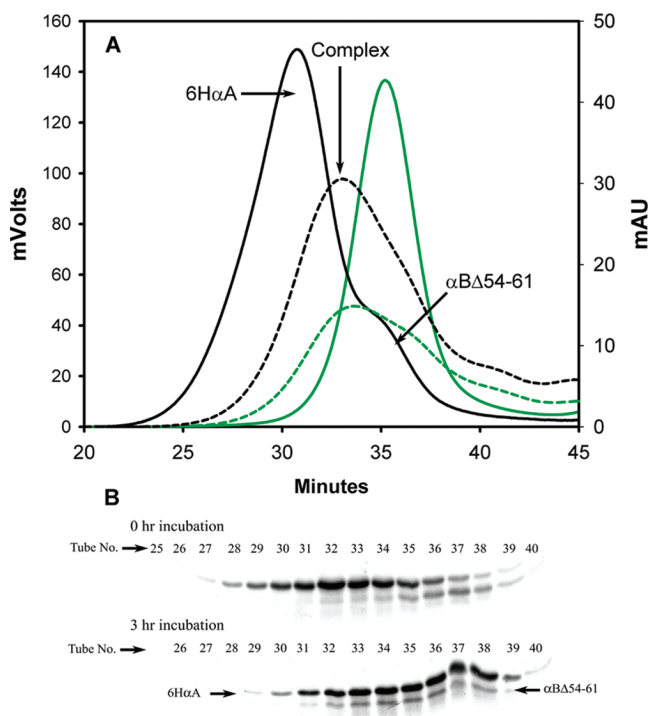 A
160
140
120
100
80
60
40
20
0
mVolts
50
40
30
20
10
0
mAU
Complex
6HαA
αBΔ54-61
20 25 30 35 40 45
Minutes
B
0 hr incubation
Tube No. 25 26 27 28 29 30 31 32 33 34 35 36 37 38 39 40
3 hr incubation
Tube No. 26 27 28 29 30 31 32 33 34 35 36 37 38 39 40
6HαA αBΔ54-61